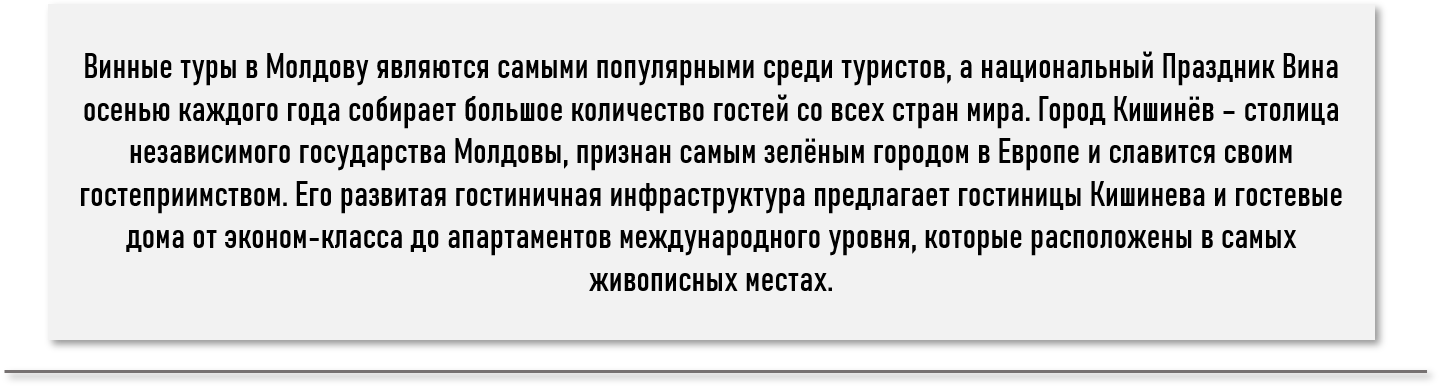 Винные туры в Молдову являются самыми популярными среди туристов, а национальный Праздник Вина
осенью каждого года собирает большое количество гостей со всех стран мира. Город Кишинёв – столица
независимого государства Молдовы, признан самым зелёным городом в Европе и славится своим
гостеприимством. Его развитая гостиничная инфраструктура предлагает гостиницы Кишинева и гостевые
дома от эконом-класса до апартаментов международного уровня, которые расположены в самых
живописных местах.